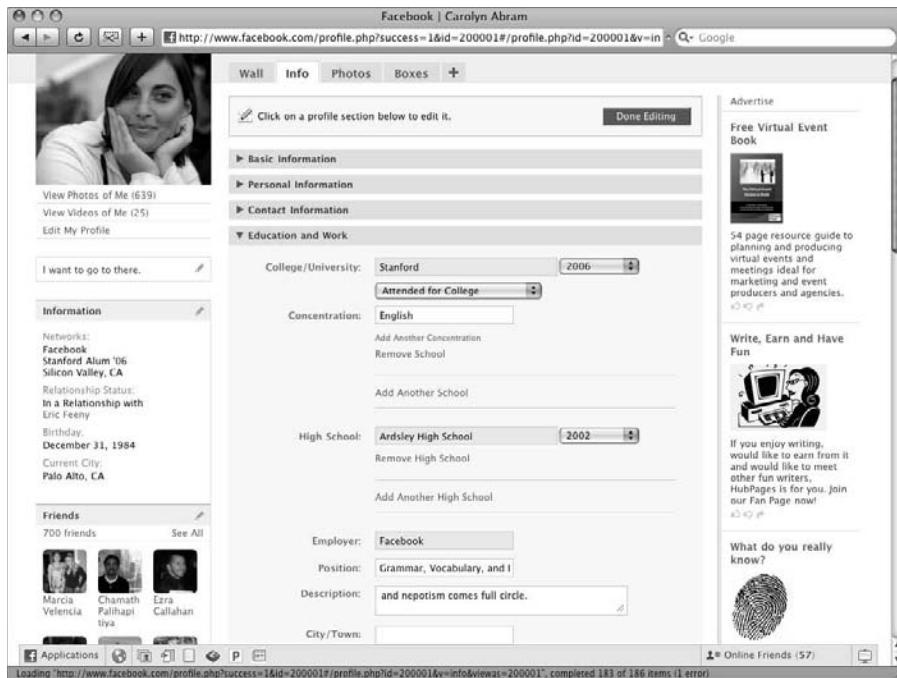 Facebook | Carolyn Abram
http://www.facebook.com/profile.php?success=1&id=200001#/profile.php?id=200001&v=in
Google
View Photos of Me (639)
View Videos of Me (25)
Edit My Profile
I want to go to there.
Information
Networks:
Facebook
Stanford Alum '06
Silicon Valley, CA
Relationship Status:
In a Relationship with
Eric Feeny
Birthday:
December 31, 1984
Current City:
Palo Alto, CA
Friends
700 friends See All
Marcia Velencia
Chamath Palihapi tiya
Ezra Callahan
Wall Info Photos Boxes +
Click on a profile section below to edit it. Done Editing
Basic Information
Personal Information
Contact Information
Education and Work
College/University: Stanford 2006
Attended for College
Concentration: English
Add Another Concentration
Remove School
Add Another School
High School: Ardsley High School 2002
Remove High School
Add Another High School
Employer: Facebook
Position: Grammar, Vocabulary, and I
Description: and nepotism comes full circle.
City/Town:
Advertise
Free Virtual Event
Book
54 page resource guide to
planning and producing
virtual events and
meetings ideal for
marketing and event
producers and agencies.
Write, Earn and Have
Fun
If you enjoy writing,
would like to earn from it
and would like to meet
other fun writers,
HubPages is for you. Join
our Fan Page now!
What do you really
know?
Applications
Online Friends (57)
Loading "http://www.facebook.com/profile.php?success=1&id=200001#/profile.php?id=200001&v=info&viewas=200001", completed 183 of 186 items (1 error)